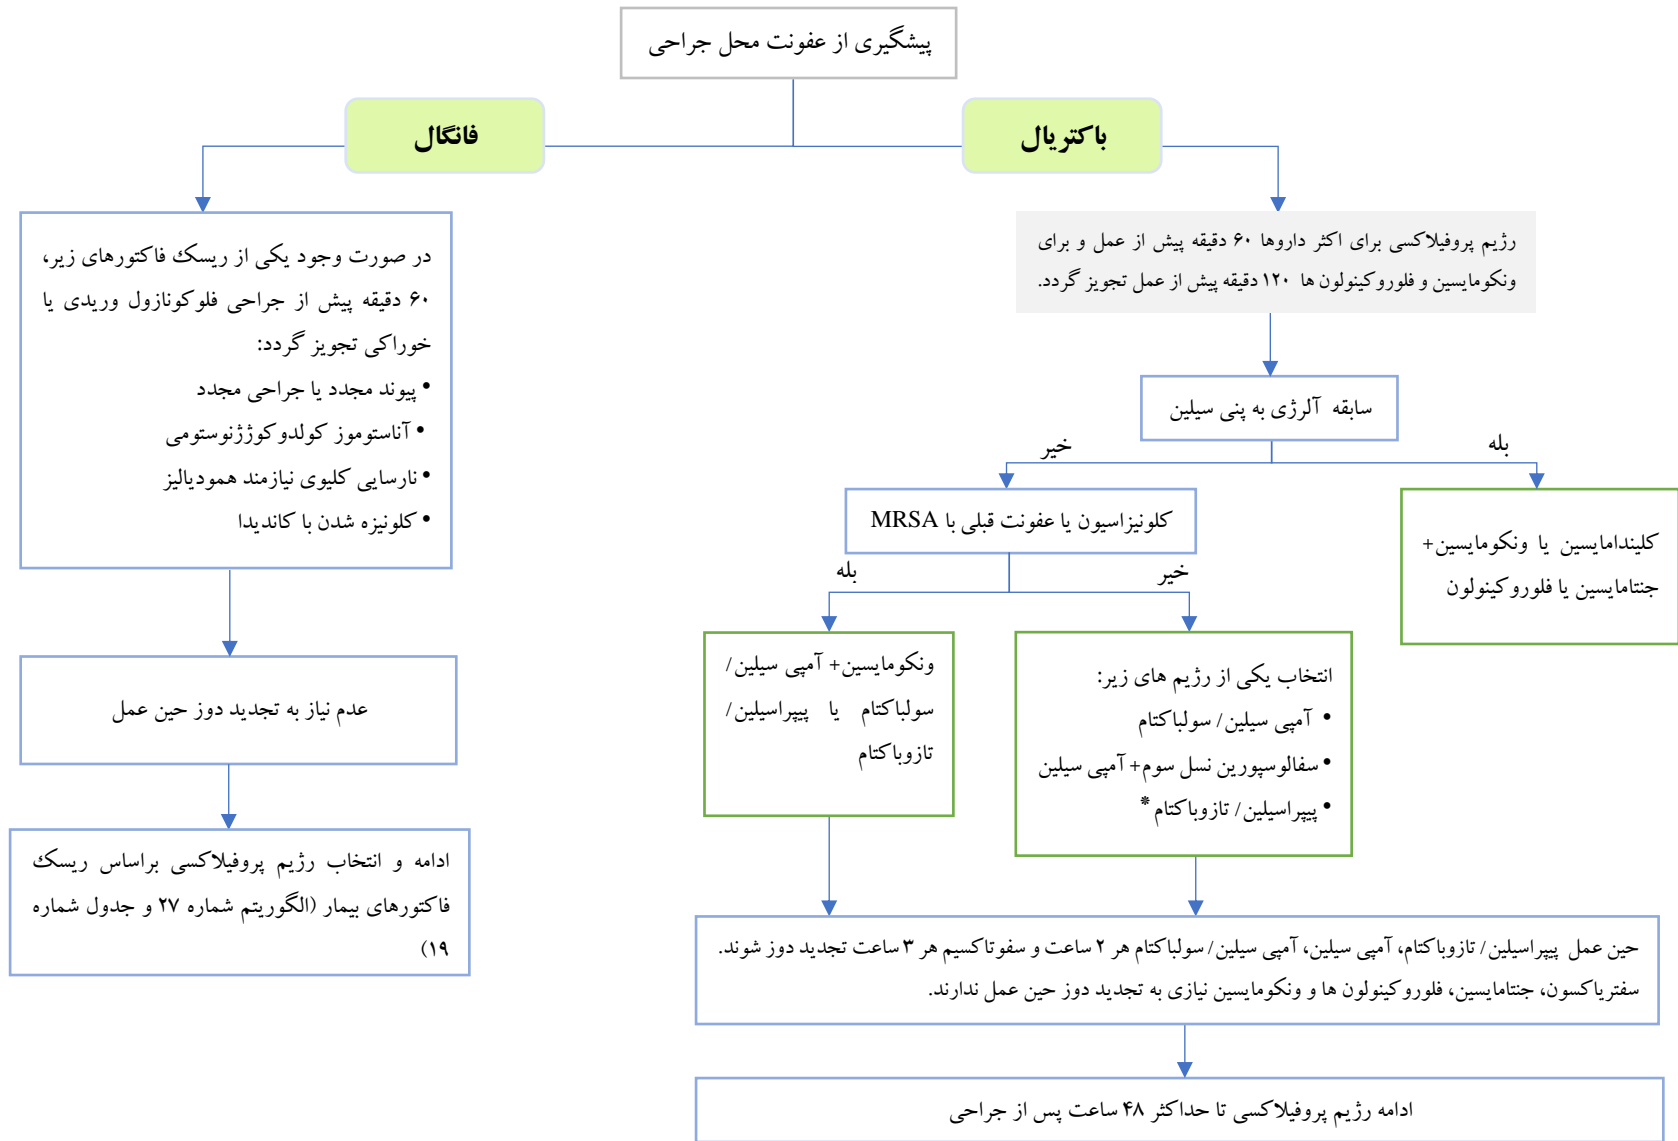 پیشگیری از عفونت محل جراحی
باکتریال
فانگال
رژیم پروفیلاکسی برای اکثر داروها ۶۰ دقیقه پیش از عمل و برای
ونکومایسین و فلوروکینولون ها ۱۲۰ دقیقه پیش از عمل تجویز گردد.
سابقه آلرژی به پنی سیلین
بله
خیر
کلیندامایسین یا ونکومایسین+
جنتامایسین یا فلوروکینولون
کلونیزاسیون یا عفونت قبلی با MRSA
خیر
بله
انتخاب یکی از رژیم های زیر:
• آمپی سیلین/ سولباکتام
• سفالوسپورین نسل سوم+ آمپی سیلین
• پیپراسیلین/ تازوباکتام *
ونکومایسین+ آمپی سیلین/
سولباکتام یا پیپراسیلین/
تازوباکتام
حین عمل پیپراسیلین/ تازوباکتام، آمپی سیلین، آمپی سیلین/ سولباکتام هر ۲ ساعت و سفوتاکسیم هر ۳ ساعت تجدید دوز شوند.
سفتریاکسون، جنتامایسین، فلوروکینولون ها و ونکومایسین نیازی به تجدید دوز حین عمل ندارند.
ادامه رژیم پروفیلاکسی تا حداکثر ۴۸ ساعت پس از جراحی
در صورت وجود یکی از ریسک فاکتورهای زیر،
۶۰ دقیقه پیش از جراحی فلوکونازول وریدی یا
خوراکی تجویز گردد:
• پیوند مجدد یا جراحی مجدد
• آناستوموز کولدوکوژژنوستومی
• نارسایی کلیوی نیازمند همودیالیز
• کلونیزه شدن با کاندیدا
عدم نیاز به تجدید دوز حین عمل
ادامه و انتخاب رژیم پروفیلاکسی براساس ریسک
فاکتورهای بیمار (الگوریتم شماره ۲۷ و جدول شماره
۱۹)